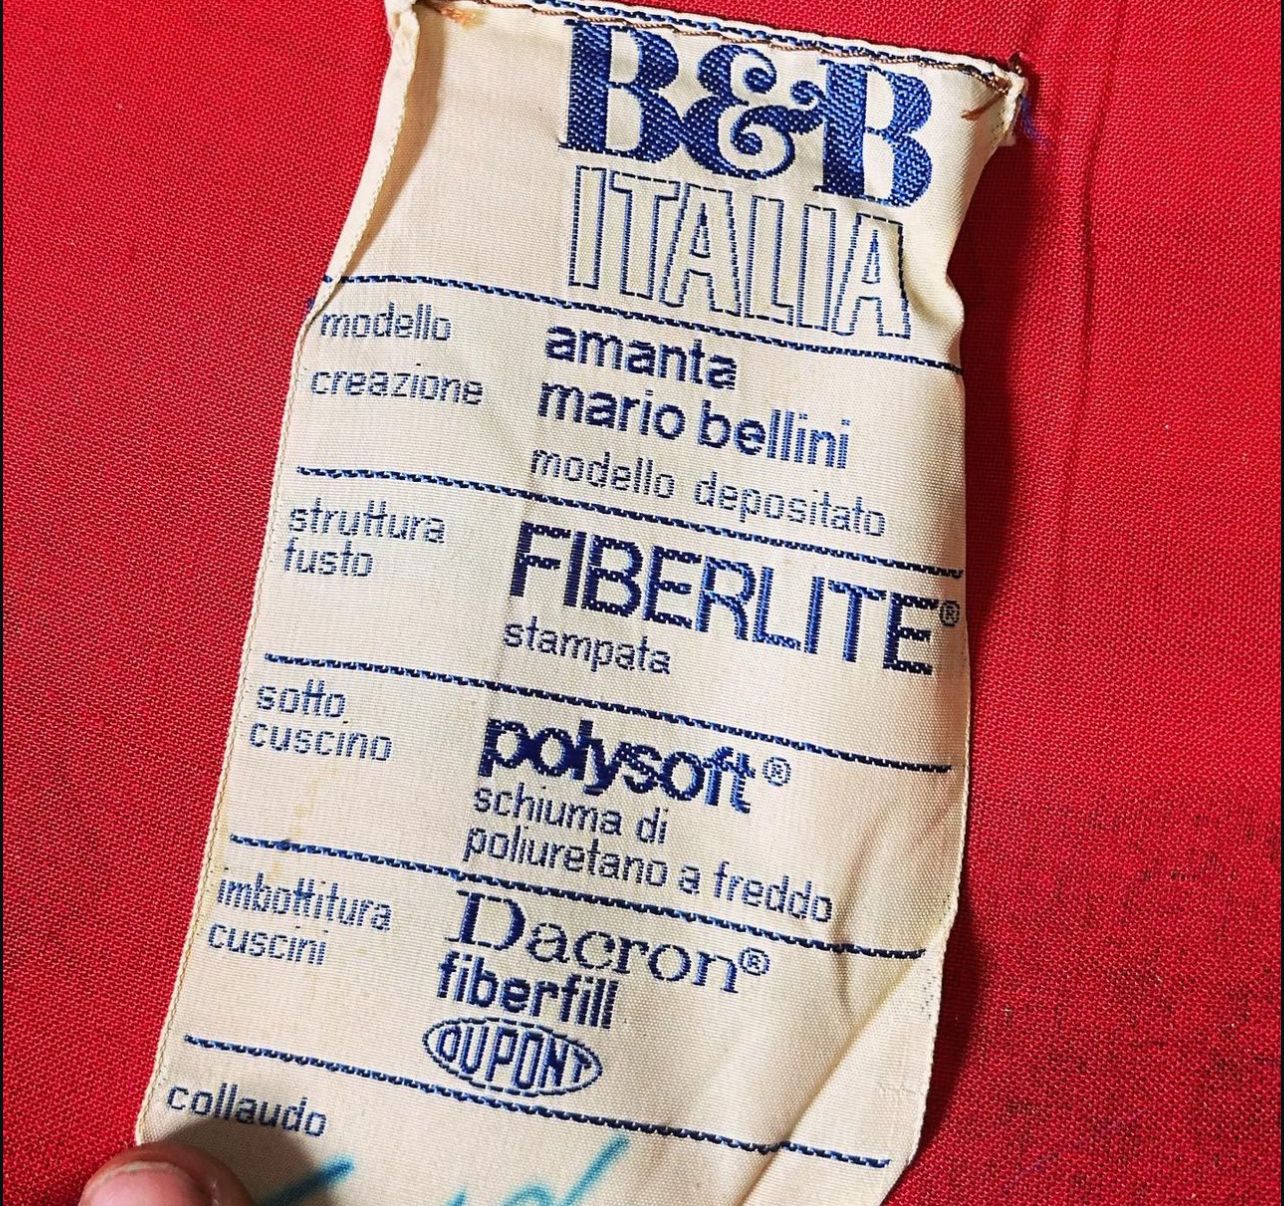 B&B
ITALIA
modello amanta
creazione mario bellini
modello depositato
struttura
fusto
FIBERLITE®
stampata
sotto
cuscino
polysoft®
schiuma di
poliuretano a freddo
imbottitura
cuscini
Dacron®
fiberfill
DUPONT
collaudo